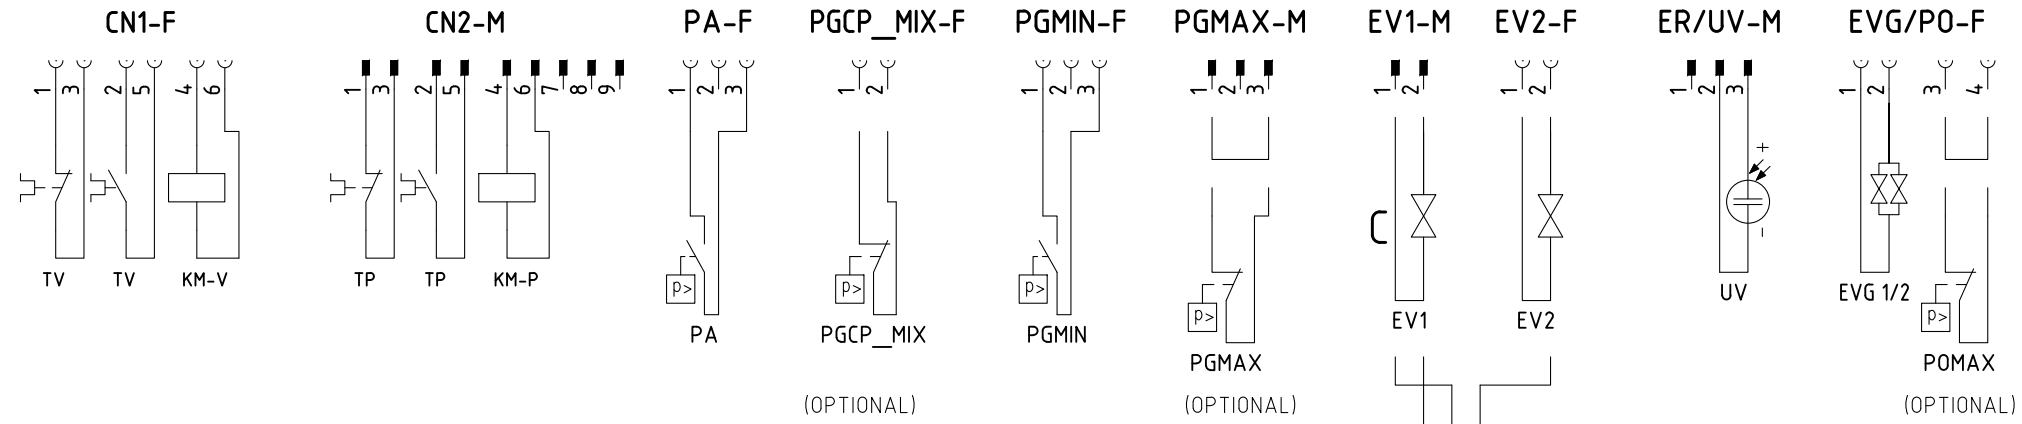 CN1-F CN2-M PA-F PGCP_MIX-F PGMIN-F PGMAX-M EV1-M EV2-F ER/UV-M EVG/PO-F
1 3 2 5 4 6 1 3 2 5 4 6 7 8 9 1 2 3 1 2 1 2 3 1 2 3 1 2 1 2 1 2 3 1 2 3 4
+
-
p> p> p> p> p>
TV TV KM-V TP TP KM-P UV EVG 1/2
PA PGCP_MIX PGMIN EV1 EV2
PGMAX POMAX
(OPTIONAL) (OPTIONAL) (OPTIONAL)